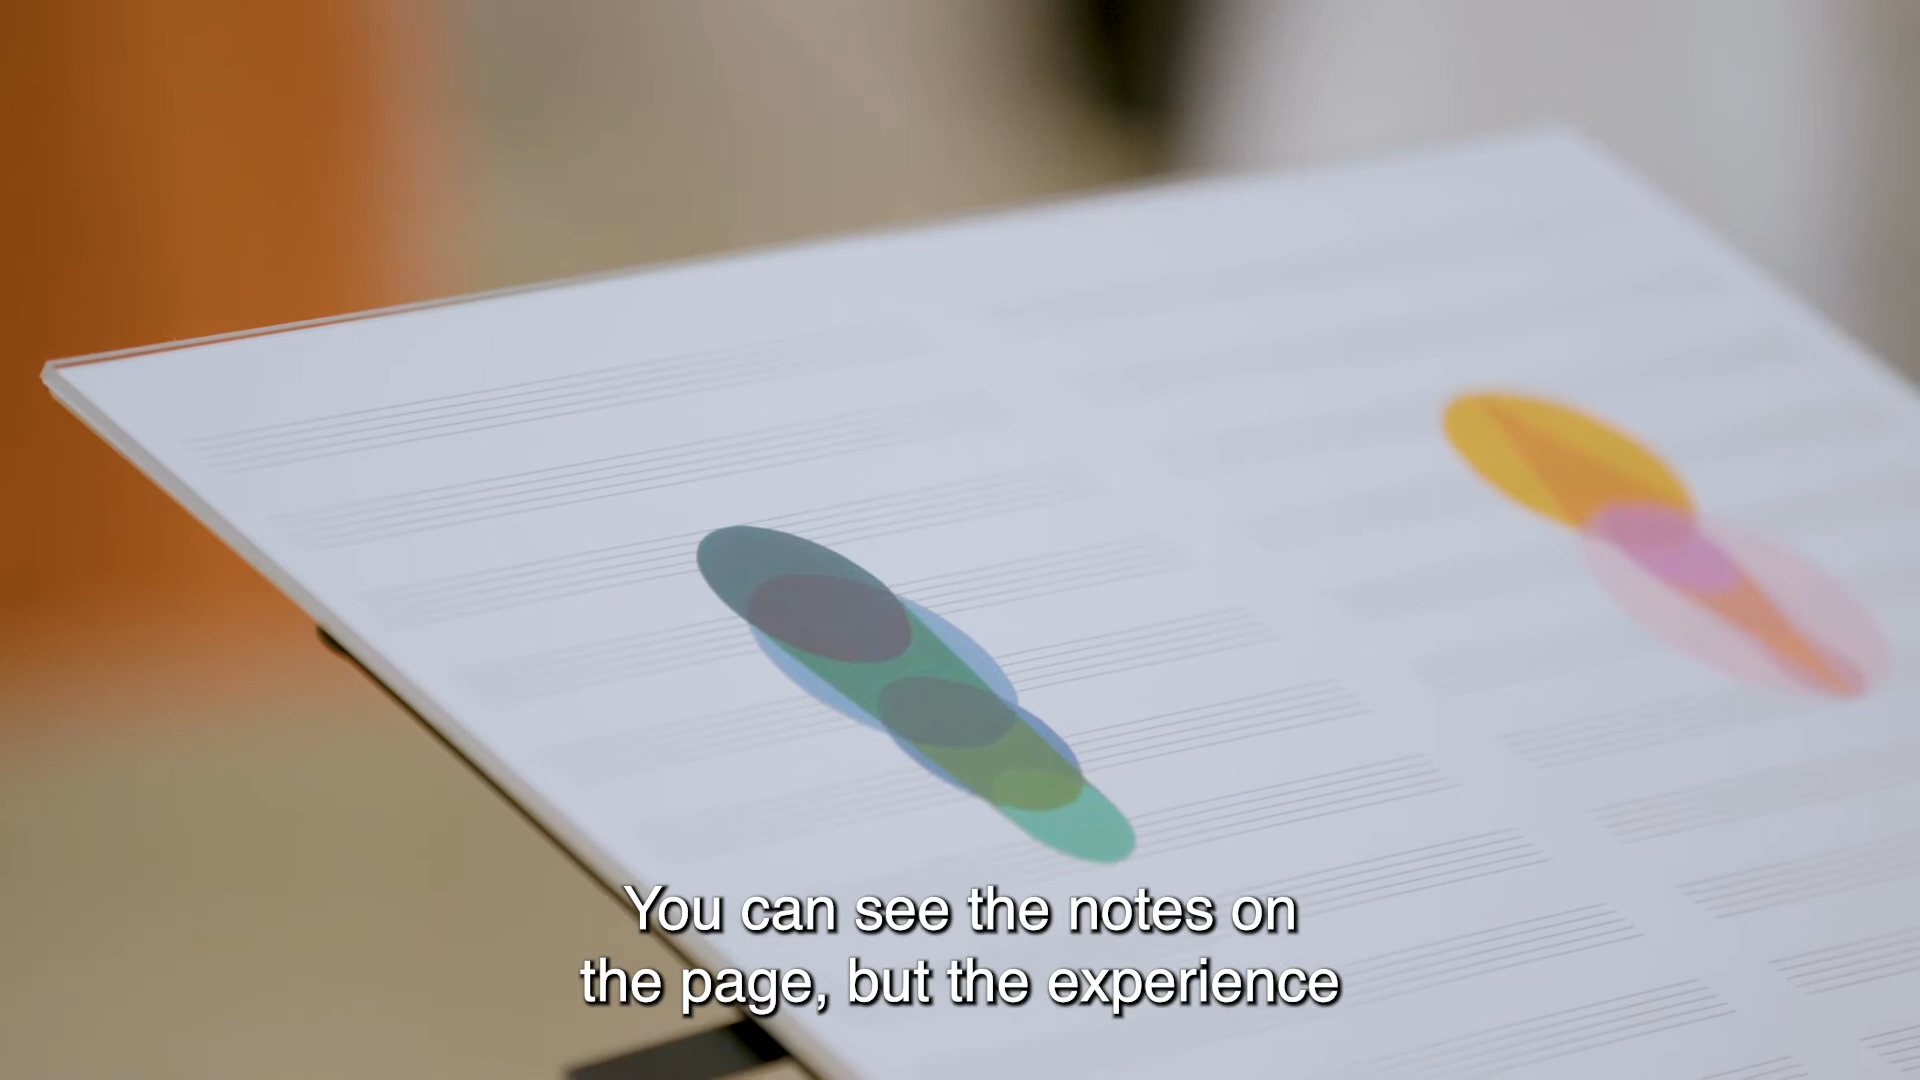 You can see the notes on
the page, but the experience